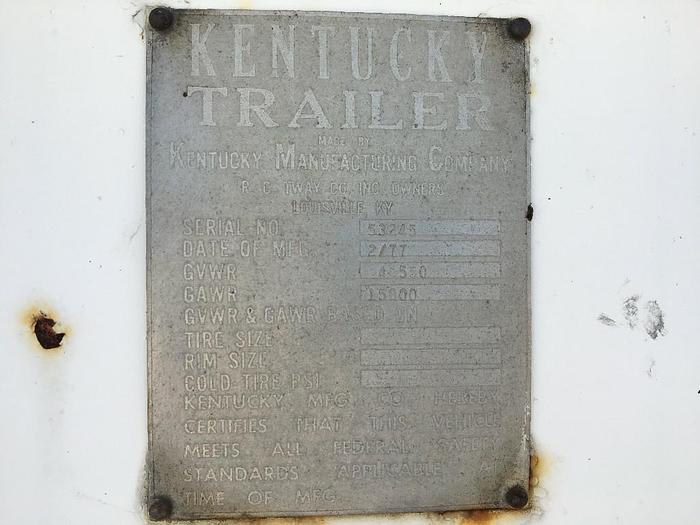 KENTUCKY
TRAILER
MADE BY
KENTUCKY MANUFACTURING COMPANY
R. C. TWAY CO. INC. OWNERS
LOUISVILLE KY
SERIAL NO. 53245
DATE OF MFG. 2/77
GVWR
GAWR
GVWR & GAWR BASED ON
TIRE SIZE
RIM SIZE
COLD TIRE PSI
KENTUCKY MFG CO HEREBY
CERTIFIES THAT THIS VEHICLE
MEETS ALL FEDERAL SAFETY
STANDARDS APPLICABLE AT
TIME OF MFG